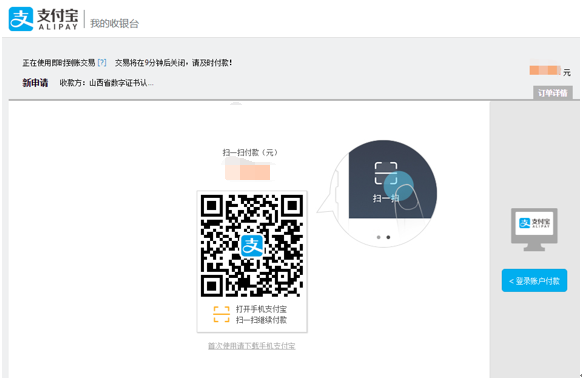 支付宝 我的收银台
ALIPAY
正在使用即时到账交易 [?] 交易将在9分钟后关闭，请及时付款！
元
新申请 收款方：山西省数字证书认...
订单详情
扫一扫付款（元）
扫一扫
支
支付宝
ALIPAY
< 登录账户付款
打开手机支付宝
扫一扫继续付款
首次使用请下载手机支付宝